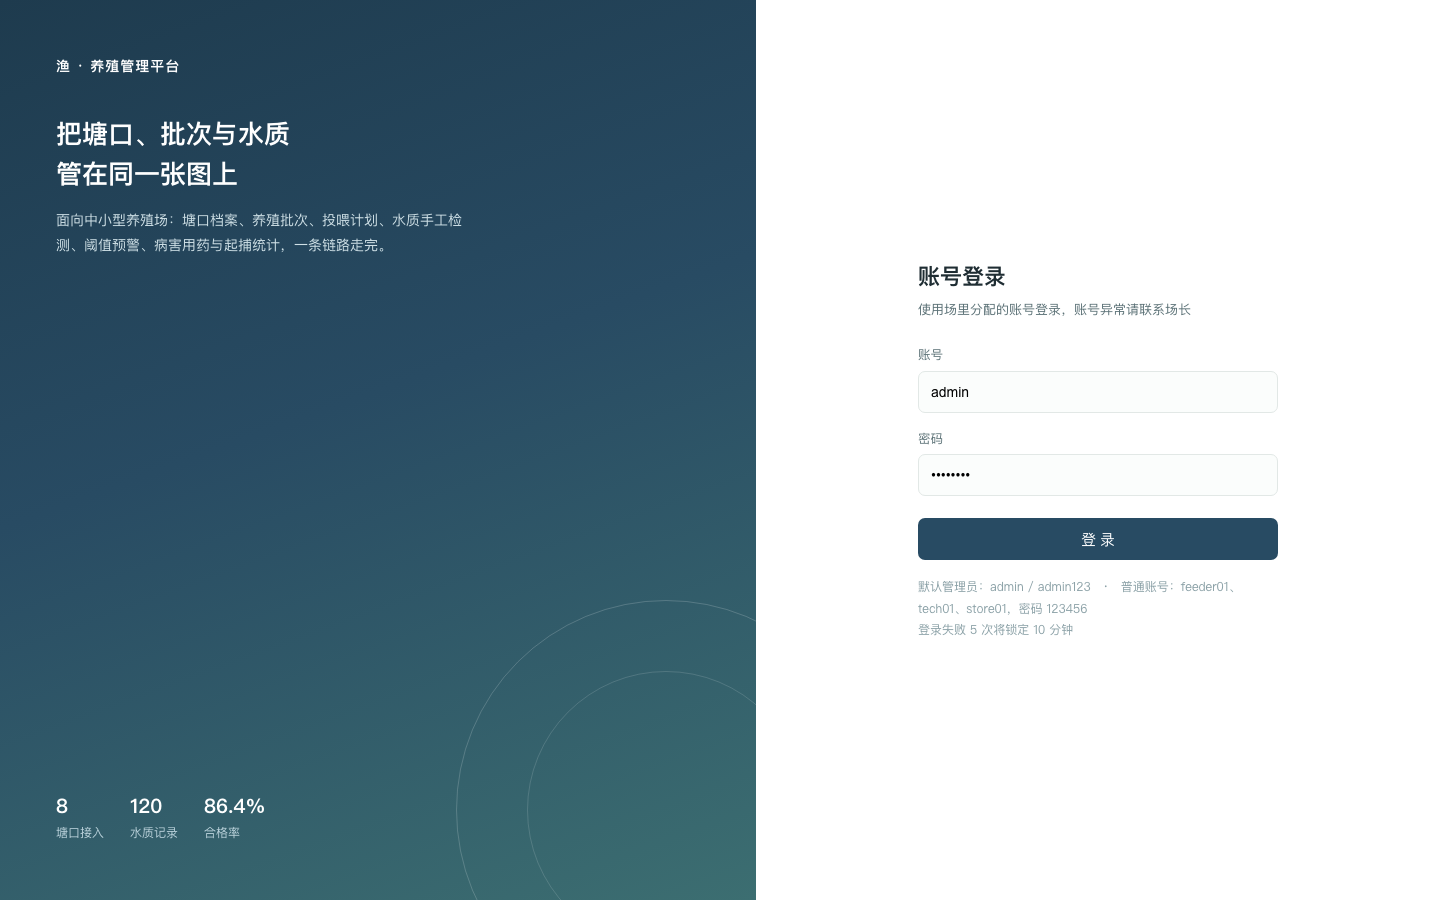 渔 · 养殖管理平台
把塘口、批次与水质
管在同一张图上
面向中小型养殖场：塘口档案、养殖批次、投喂计划、水质手工检
测、阈值预警、病害用药与起捕统计，一条链路走完。
8
塘口接入
120
水质记录
86.4%
合格率
账号登录
使用场里分配的账号登录，账号异常请联系场长
账号
admin
密码
••••••••
登 录
默认管理员：admin / admin123 · 普通账号：feeder01、
tech01、store01，密码 123456
登录失败 5 次将锁定 10 分钟